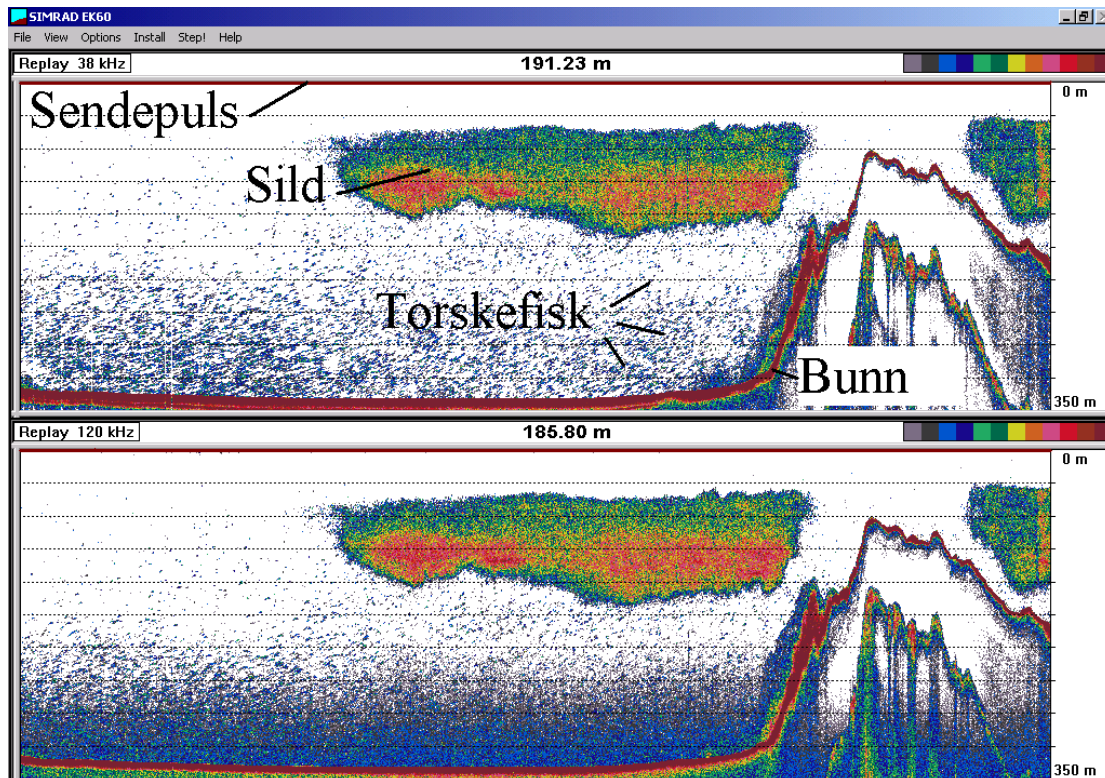 SIMRAD EK60
File View Options Install Step! Help
Replay 38 kHz
191.23 m
0 m
Sendepuls
Sild
Torskefisk
Bunn
350 m
Replay 120 kHz
185.80 m
0 m
350 m